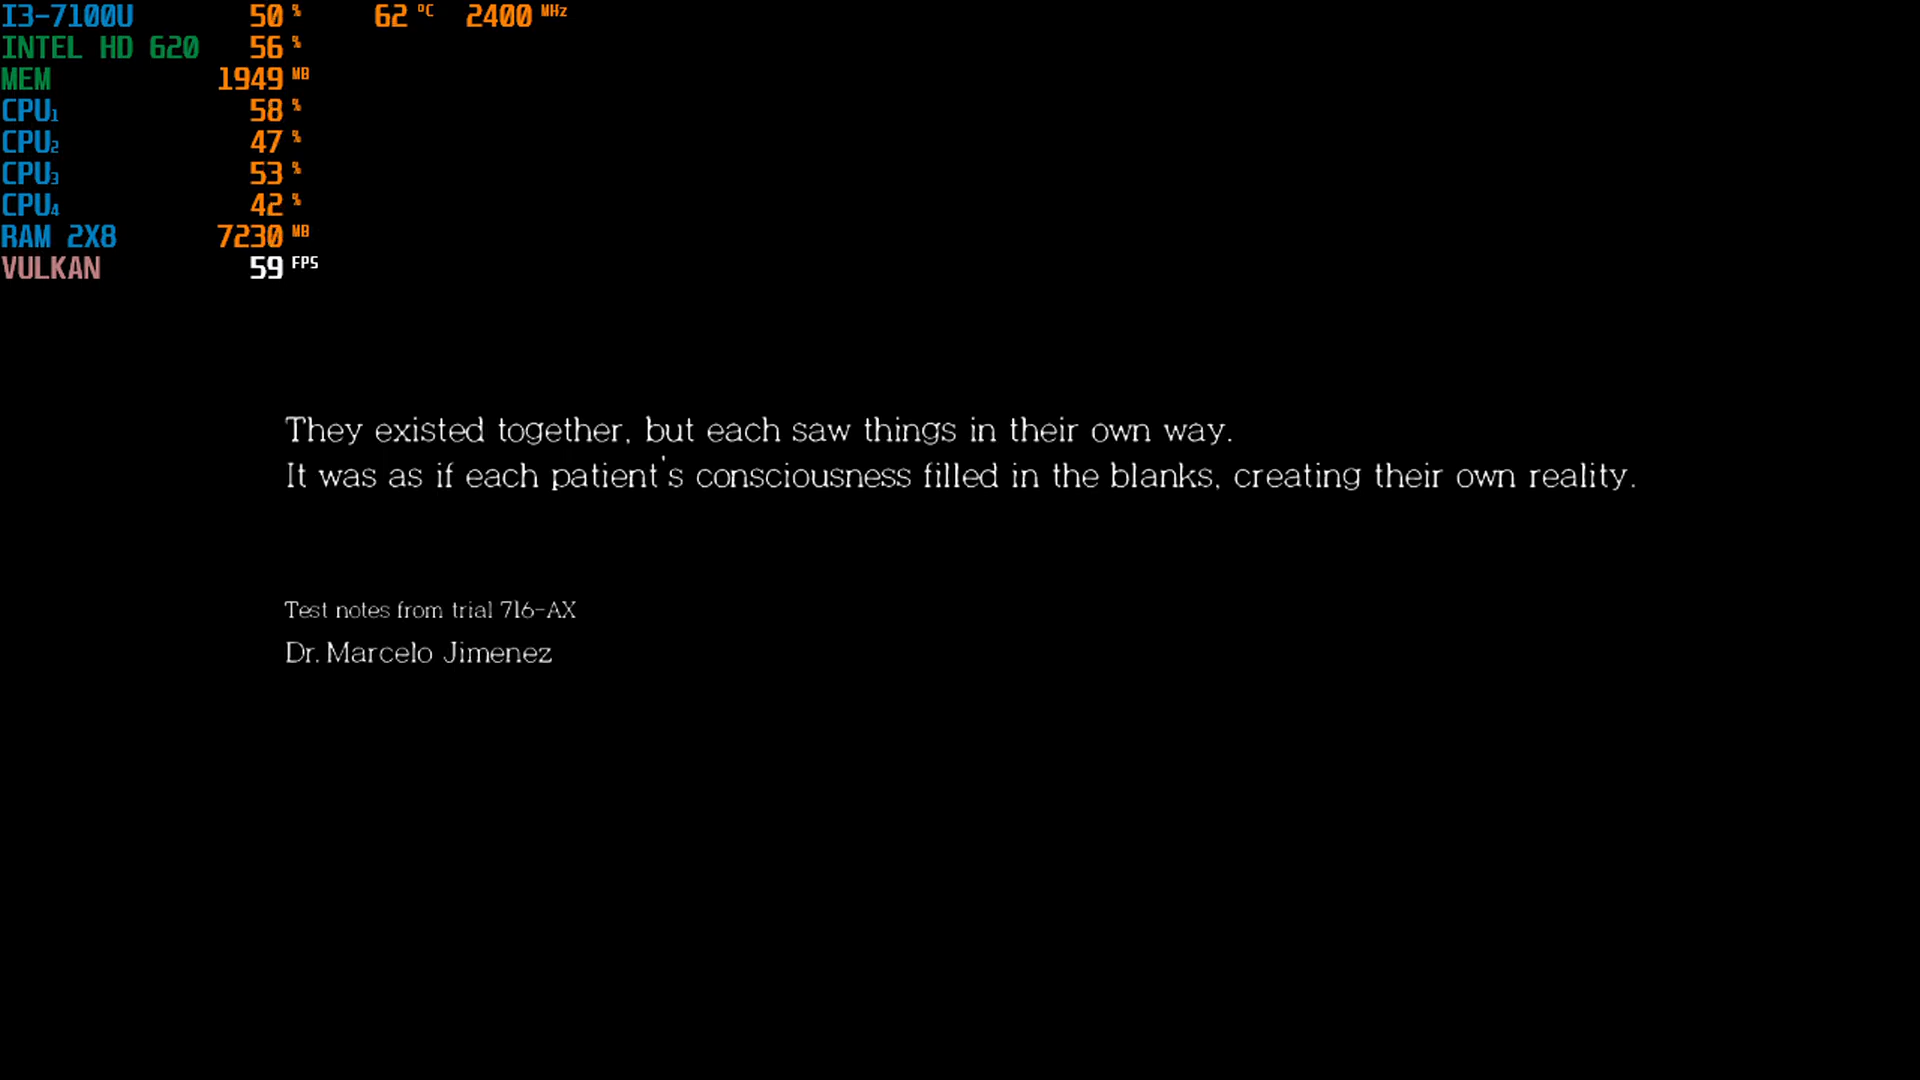 I3-7100U 50 % 62 °C 2400 MHz
INTEL HD 620 56 %
MEM 1949 MB
CPU1 58 %
CPU2 47 %
CPU3 53 %
CPU4 42 %
RAM 2X8 7230 MB
VULKAN 59 FPS
They existed together, but each saw things in their own way.
It was as if each patient's consciousness filled in the blanks, creating their own reality.
Test notes from trial 716-AX
Dr. Marcelo Jimenez